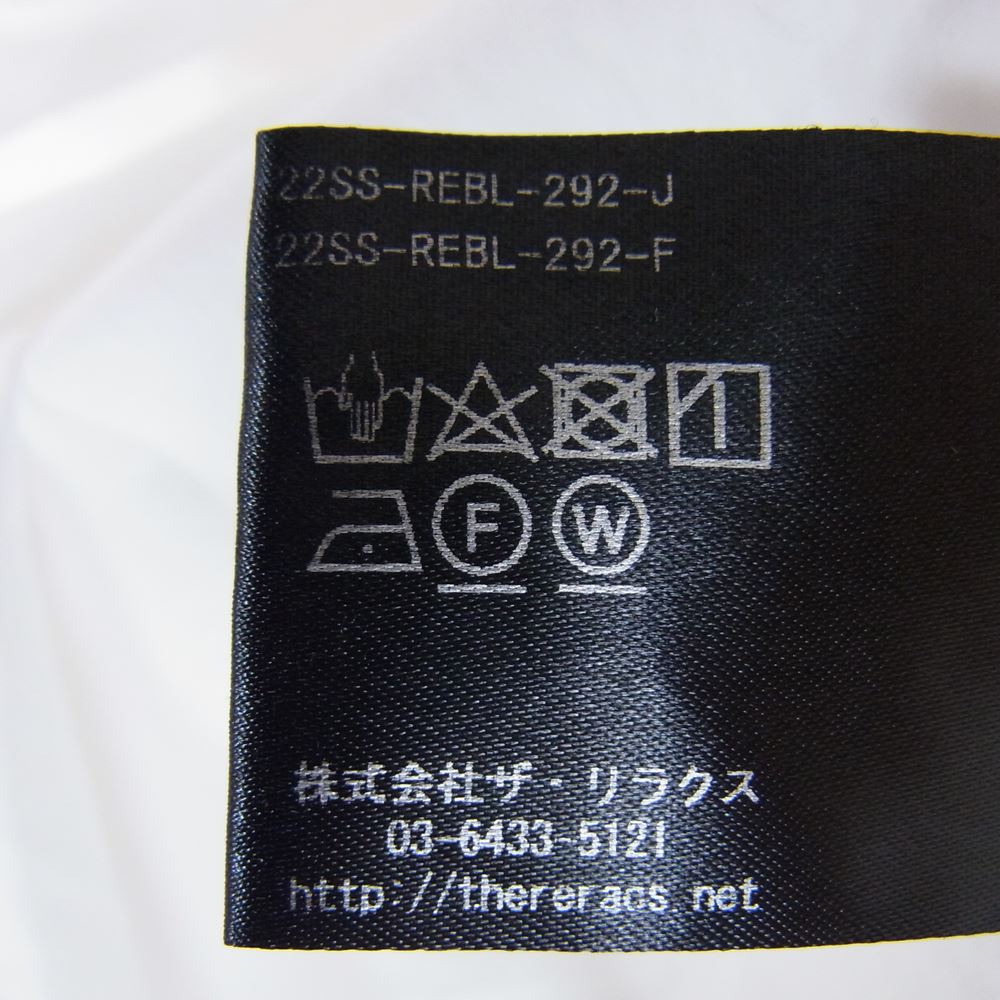 22SS-REBL-292-J
22SS-REBL-292-F
F W
株式会社ザ・リラクス
03-6433-5121
http://thereracs.net